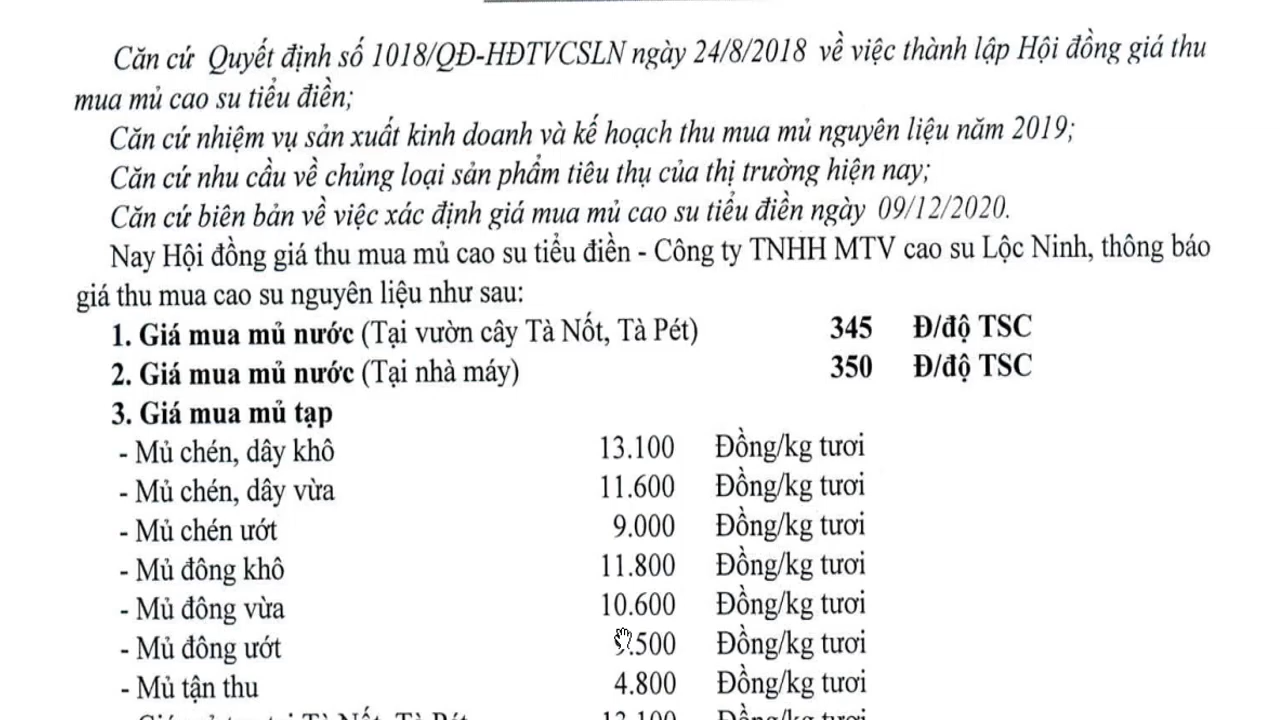 Căn cứ Quyết định số 1018/QĐ-HĐTVCSLN ngày 24/8/2018 về việc thành lập Hội đồng giá thu
mua mủ cao su tiểu điền;
Căn cứ nhiệm vụ sản xuất kinh doanh và kế hoạch thu mua mủ nguyên liệu năm 2019;
Căn cứ nhu cầu về chủng loại sản phẩm tiêu thụ của thị trường hiện nay;
Căn cứ biên bản về việc xác định giá mua mủ cao su tiểu điền ngày 09/12/2020.
Nay Hội đồng giá thu mua mủ cao su tiểu điền - Công ty TNHH MTV cao su Lộc Ninh, thông báo
giá thu mua cao su nguyên liệu như sau:
1. Giá mua mủ nước (Tại vườn cây Tà Nốt, Tà Pét) 345 Đ/độ TSC
2. Giá mua mủ nước (Tại nhà máy) 350 Đ/độ TSC
3. Giá mua mủ tạp
- Mủ chén, dây khô 13.100 Đồng/kg tươi
- Mủ chén, dây vừa 11.600 Đồng/kg tươi
- Mủ chén ướt 9.000 Đồng/kg tươi
- Mủ đông khô 11.800 Đồng/kg tươi
- Mủ đông vừa 10.600 Đồng/kg tươi
- Mủ đông ướt Đồng/kg tươi
- Mủ tận thu 4.800 Đồng/kg tươi
Tà Nốt, Tà Pét Đồng/kg tươi